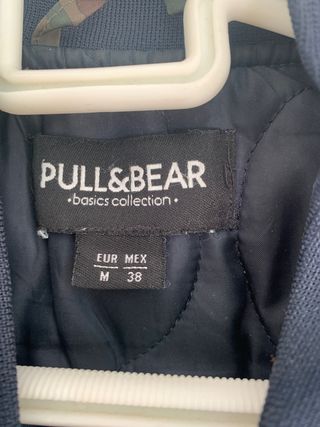 PULL&BEAR
•basics collection•
EUR MEX
M 38